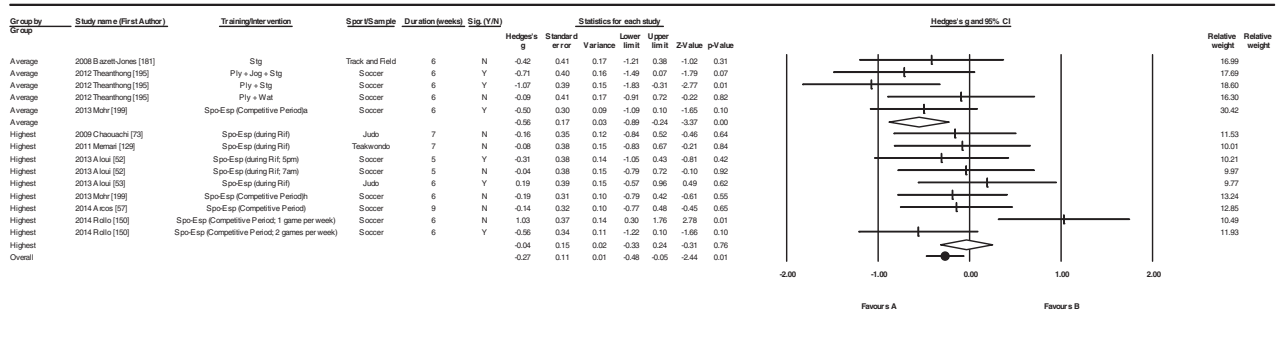 Group by Study name (First Author) Training/Intervention Sport/Sample Duration (weeks) Sig. (Y/N) Statistics for each study Hedges's g and 95% CI
Group
Hedges's Standard Lower Upper Relative Relative
g error Variance limit limit Z-Value p-Value weight weight
Average 2008 Bazett-Jones [181] Stg Track and Field 6 N -0.42 0.41 0.17 -1.21 0.38 -1.02 0.31 16.99
Average 2012 Theanthong [195] Ply + Jog + Stg Soccer 6 Y -0.71 0.40 0.16 -1.49 0.07 -1.79 0.07 17.69
Average 2012 Theanthong [195] Ply + Stg Soccer 6 Y -1.07 0.39 0.15 -1.83 -0.31 -2.77 0.01 18.60
Average 2012 Theanthong [195] Ply + Wat Soccer 6 N -0.09 0.41 0.17 -0.91 0.72 -0.22 0.82 16.30
Average 2013 Mohr [199] Spo-Esp (Competitive Period)a Soccer 6 Y -0.50 0.30 0.09 -1.09 0.10 -1.65 0.10 30.42
Average -0.56 0.17 0.03 -0.89 -0.24 -3.37 0.00
Highest 2009 Chaouachi [73] Spo-Esp (during Rif) Judo 7 N -0.16 0.35 0.12 -0.84 0.52 -0.46 0.64 11.53
Highest 2011 Memari [129] Spo-Esp (during Rif) Teakwondo 7 N -0.08 0.38 0.15 -0.83 0.67 -0.21 0.84 10.01
Highest 2013 Aloui [52] Spo-Esp (during Rif; 5pm) Soccer 5 Y -0.31 0.38 0.14 -1.05 0.43 -0.81 0.42 10.21
Highest 2013 Aloui [52] Spo-Esp (during Rif; 7am) Soccer 5 N -0.04 0.38 0.15 -0.79 0.72 -0.10 0.92 9.97
Highest 2013 Aloui [53] Spo-Esp (during Rif) Judo 6 Y 0.19 0.39 0.15 -0.57 0.96 0.49 0.62 9.77
Highest 2013 Mohr [199] Spo-Esp (Competitive Period)h Soccer 6 N -0.19 0.31 0.10 -0.79 0.42 -0.61 0.55 13.24
Highest 2014 Arcos [57] Spo-Esp (Competitive Period) Soccer 9 N -0.14 0.32 0.10 -0.77 0.48 -0.45 0.65 12.85
Highest 2014 Rollo [150] Spo-Esp (Competitive Period; 1 game per week) Soccer 6 N 1.03 0.37 0.14 0.30 1.76 2.78 0.01 10.49
Highest 2014 Rollo [150] Spo-Esp (Competitive Period; 2 games per week) Soccer 6 Y -0.56 0.34 0.11 -1.22 0.10 -1.66 0.10 11.93
Highest -0.04 0.15 0.02 -0.33 0.24 -0.31 0.76
Overall -0.27 0.11 0.01 -0.48 -0.05 -2.44 0.01
-2.00 -1.00 0.00 1.00 2.00
Favours A Favours B